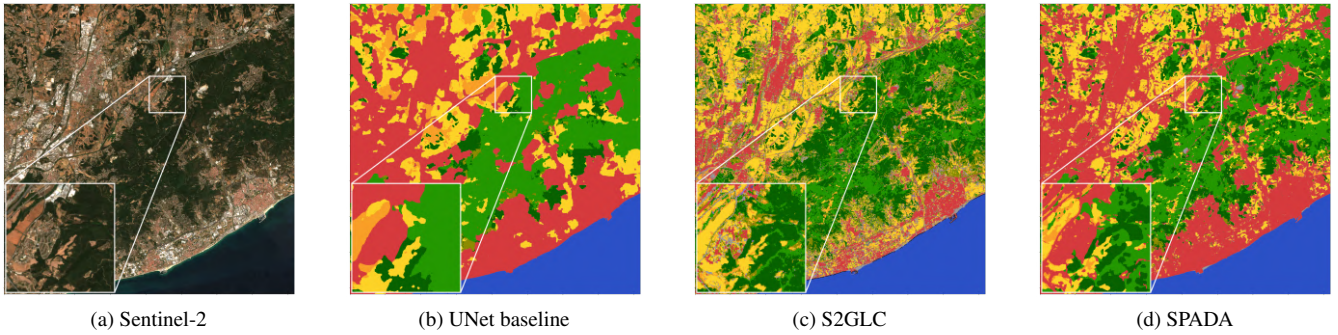 (a) Sentinel-2
(b) UNet baseline
(c) S2GLC
(d) SPADA